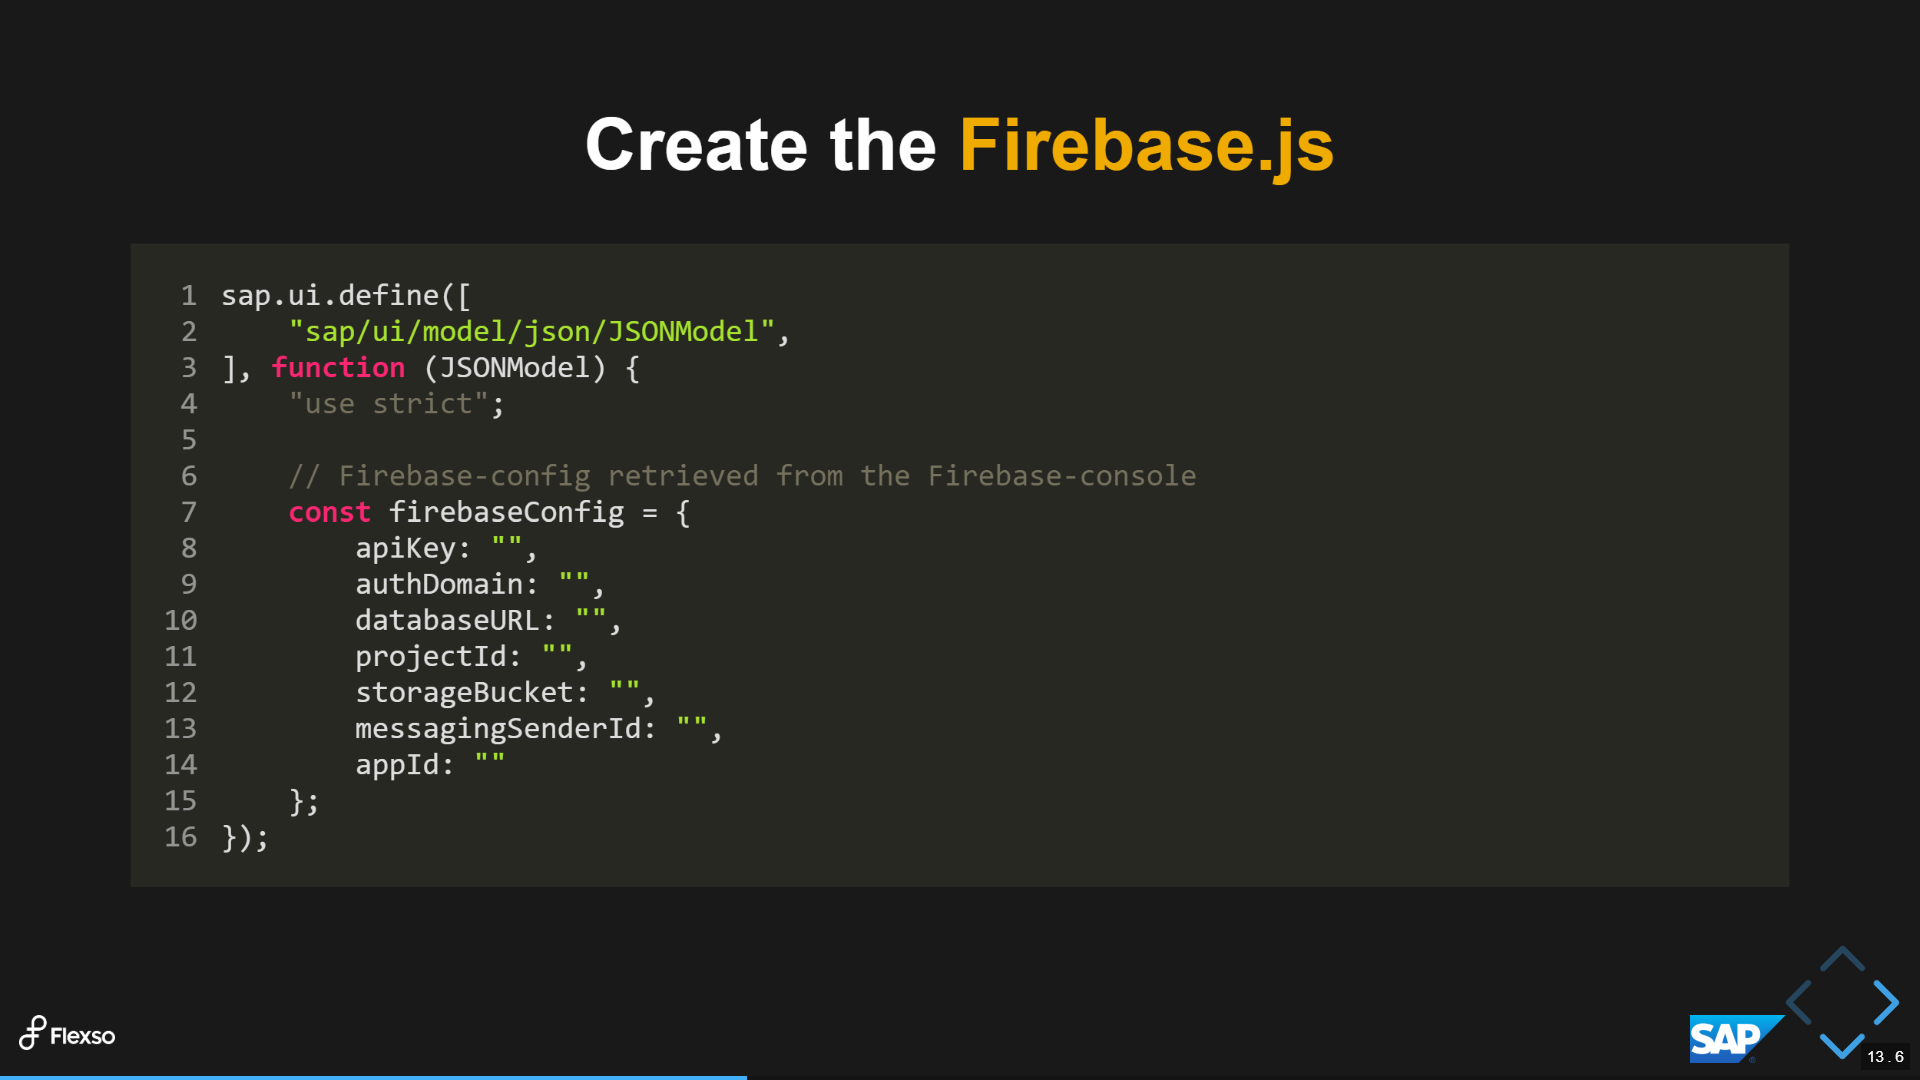 Create the Firebase.js
1 sap.ui.define([
2     "sap/ui/model/json/JSONModel",
3 ], function (JSONModel) {
4     "use strict";
5
6     // Firebase-config retrieved from the Firebase-console
7     const firebaseConfig = {
8         apiKey: "",
9         authDomain: "",
10         databaseURL: "",
11         projectId: "",
12         storageBucket: "",
13         messagingSenderId: "",
14         appId: ""
15     };
16 });
Flexso
SAP
13.6